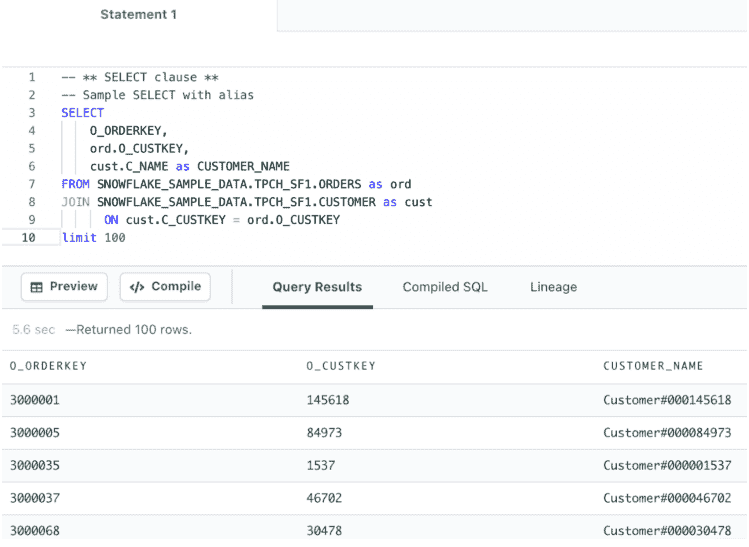 Statement 1
1 -- ** SELECT clause **
2 -- Sample SELECT with alias
3 SELECT
4 O_ORDERKEY,
5 ord.O_CUSTKEY,
6 cust.C_NAME as CUSTOMER_NAME
7 FROM SNOWFLAKE_SAMPLE_DATA.TPCH_SF1.ORDERS as ord
8 JOIN SNOWFLAKE_SAMPLE_DATA.TPCH_SF1.CUSTOMER as cust
9 ON cust.C_CUSTKEY = ord.O_CUSTKEY
10 limit 100
Preview </> Compile Query Results Compiled SQL Lineage
5.6 sec —Returned 100 rows.
O_ORDERKEY O_CUSTKEY CUSTOMER_NAME
3000001 145618 Customer#000145618
3000005 84973 Customer#000084973
3000035 1537 Customer#000001537
3000037 46702 Customer#000046702
3000068 30478 Customer#000030478